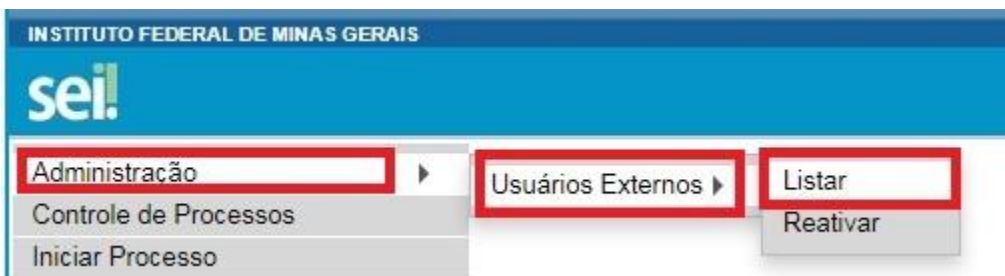 INSTITUTO FEDERAL DE MINAS GERAIS
sei!
Administração
Usuários Externos
Listar
Controle de Processos
Reativar
Iniciar Processo